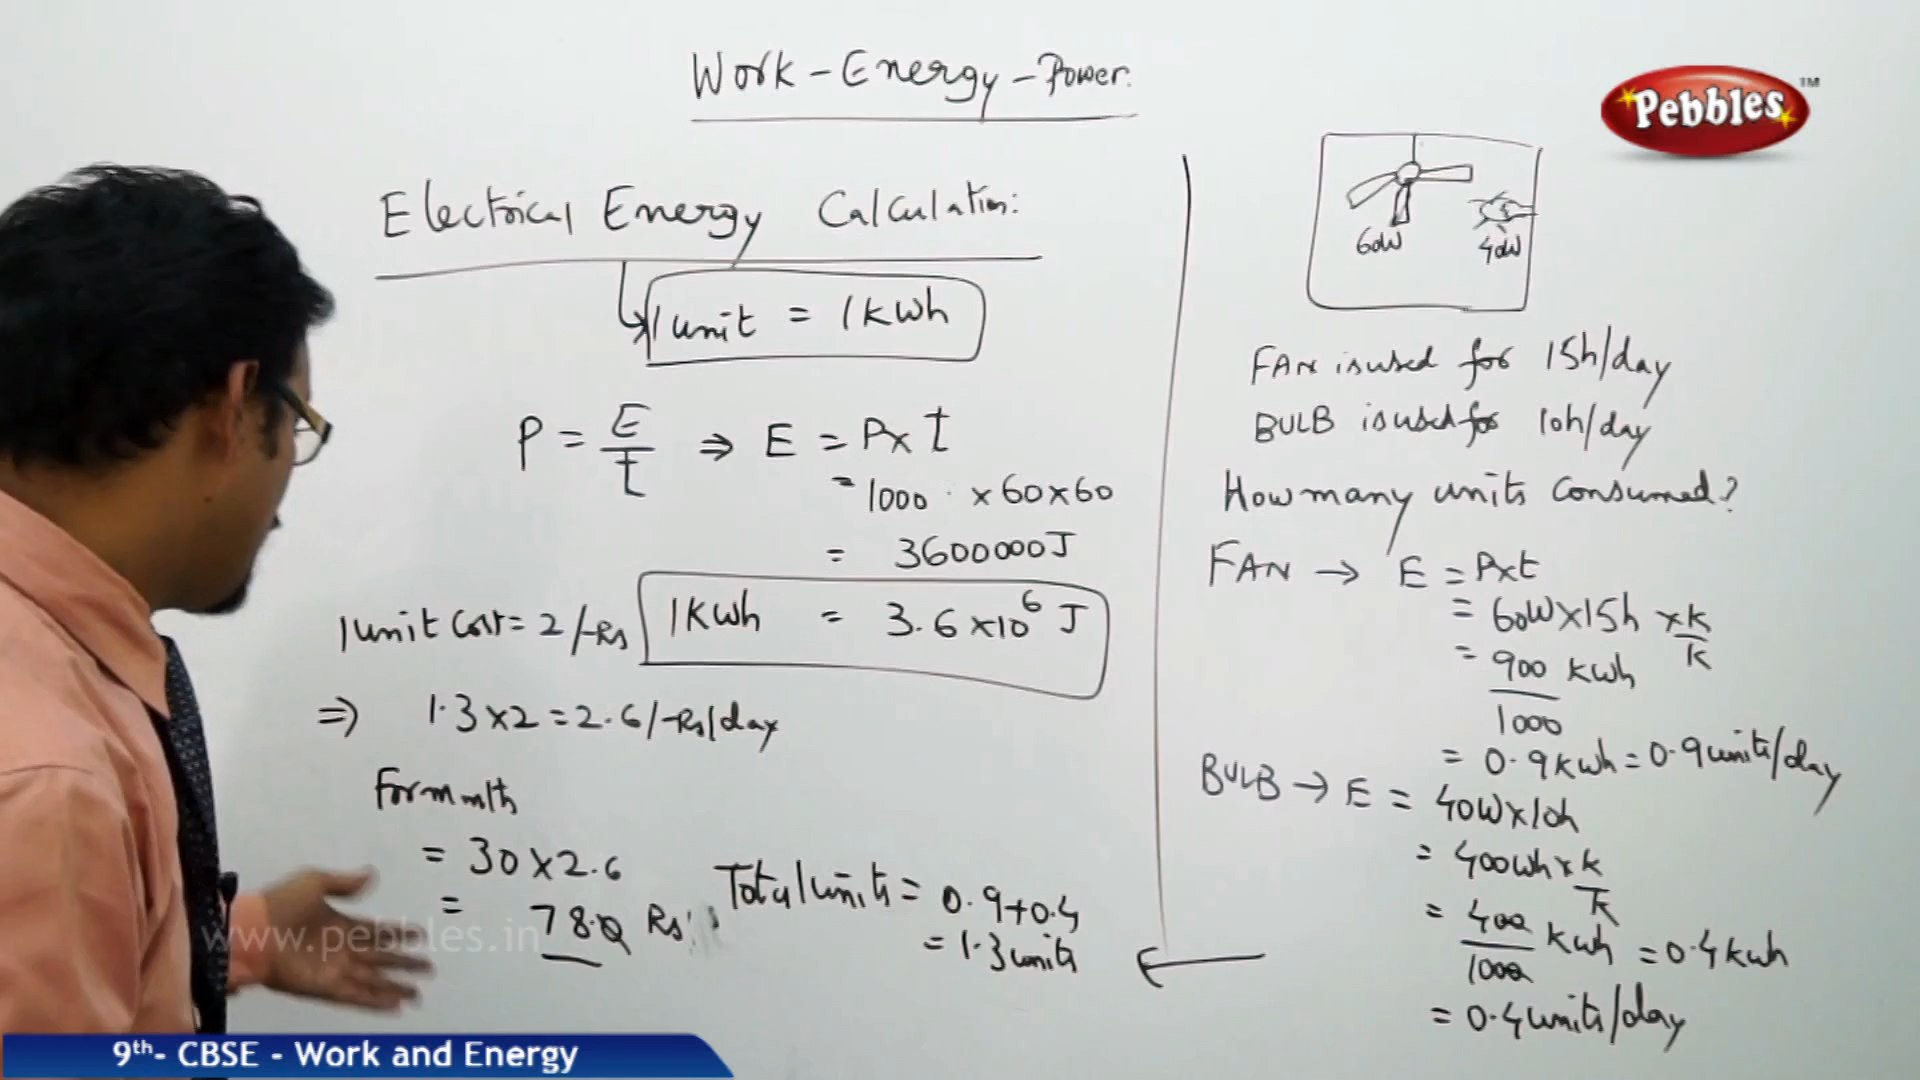 Work-Energy-Power.
Pebbles™
Electrical Energy Calculation:
1 unit = 1 kWh
P = E/t ⇒ E = P x t
= 1000 x 60 x 60
= 3600000 J
1 unit cost = 2/-Rs
1 kWh = 3.6 x 10⁶ J
⇒ 1.3 x 2 = 2.6/-Rs/day
For month
= 30 x 2.6
= 78.0 Rs.
Total units = 0.9+0.4
= 1.3 units
60W
40W
FAN is used for 15h/day
BULB is used for 10h/day
How many units consumed?
FAN → E = P x t
= 60W x 15h x k/k
= 900/1000 kWh
= 0.9 kWh = 0.9 units/day
BULB → E = 40W x 10h
= 400Wh x k/k
= 400/1000 kWh = 0.4 kWh
= 0.4 units/day
www.pebbles.in
9th- CBSE - Work and Energy